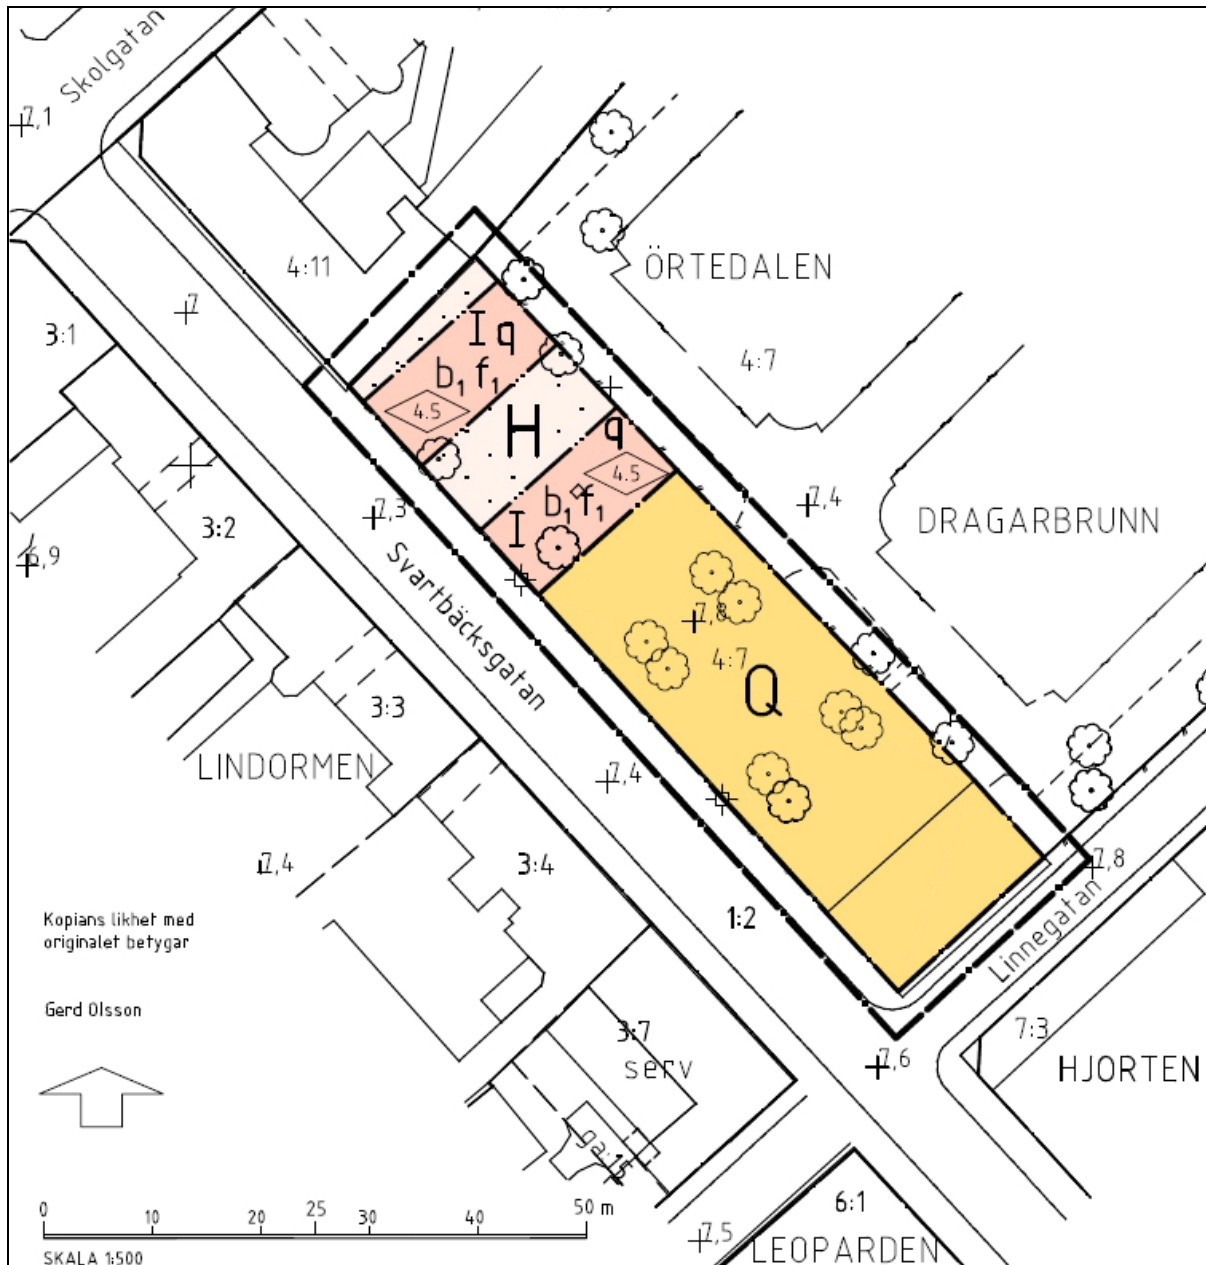 Skolgatan
7,1
ÖRTEDALEN
4:11
7
3:1
4:7
I q
b₁ f₁
4.5
H
q
4.5
b₁ f₁
I
7,3
7,4
DRAGARBRUNN
3:2
6,9
Svartbäcksgatan
7,8
4:7
Q
3:3
LINDORMEN
7,4
7,4
3:4
7,8
Linnegatan
1:2
Kopians likhet med
originalet betygar
Gerd Olsson
3:7
serv
7:3
7,6
HJORTEN
ga:15
6:1
7,5
LEOPARDEN
0 10 20 25 30 40 50 m
SKALA 1:500